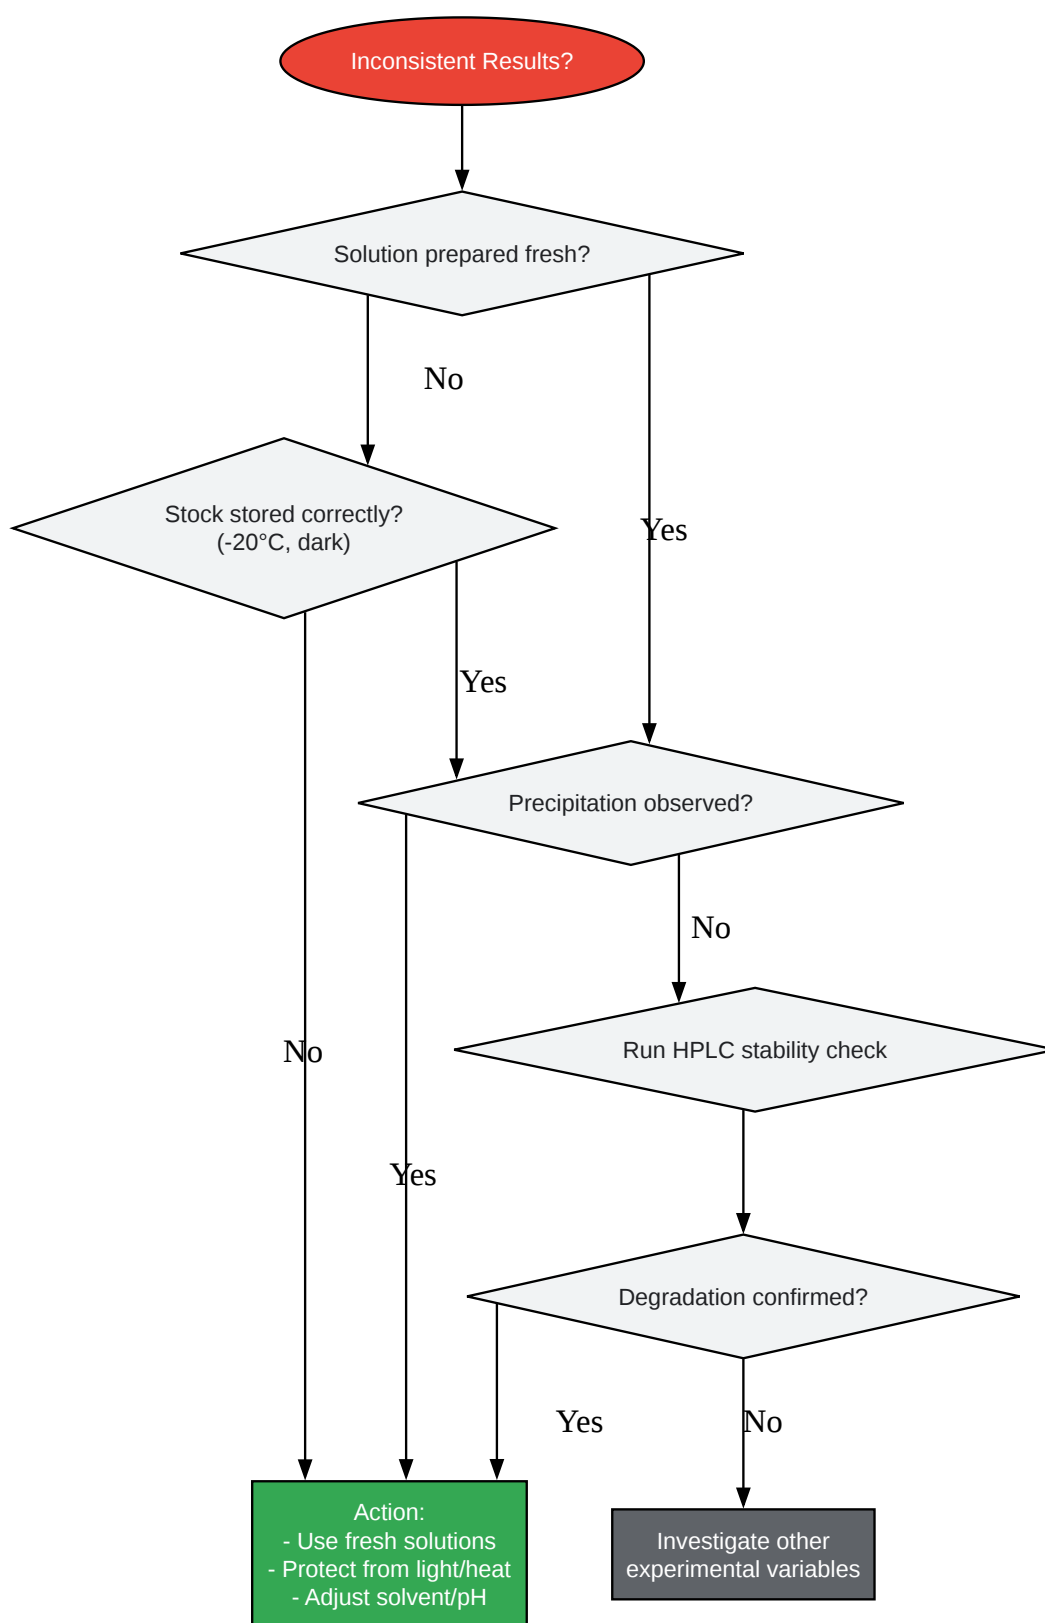 Inconsistent Results?
Solution prepared fresh?
No
Stock stored correctly?
(-20°C, dark)
Yes
Yes
Precipitation observed?
No
Run HPLC stability check
No
Yes
Degradation confirmed?
Yes
No
Action:
- Use fresh solutions
- Protect from light/heat
- Adjust solvent/pH
Investigate other
experimental variables